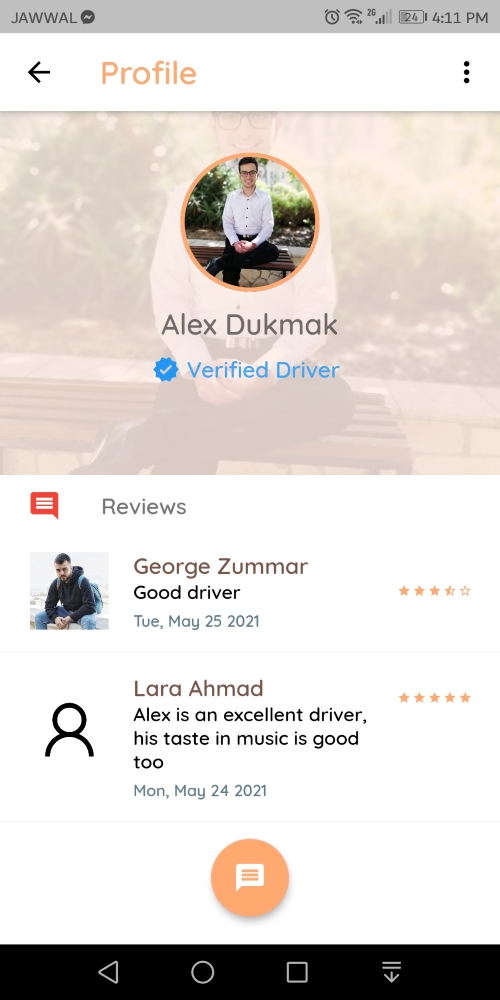 JAWWAL 2G 24 4:11 PM
Profile
Alex Dukmak
Verified Driver
Reviews
George Zummar
Good driver
Tue, May 25 2021
Lara Ahmad
Alex is an excellent driver,
his taste in music is good
too
Mon, May 24 2021